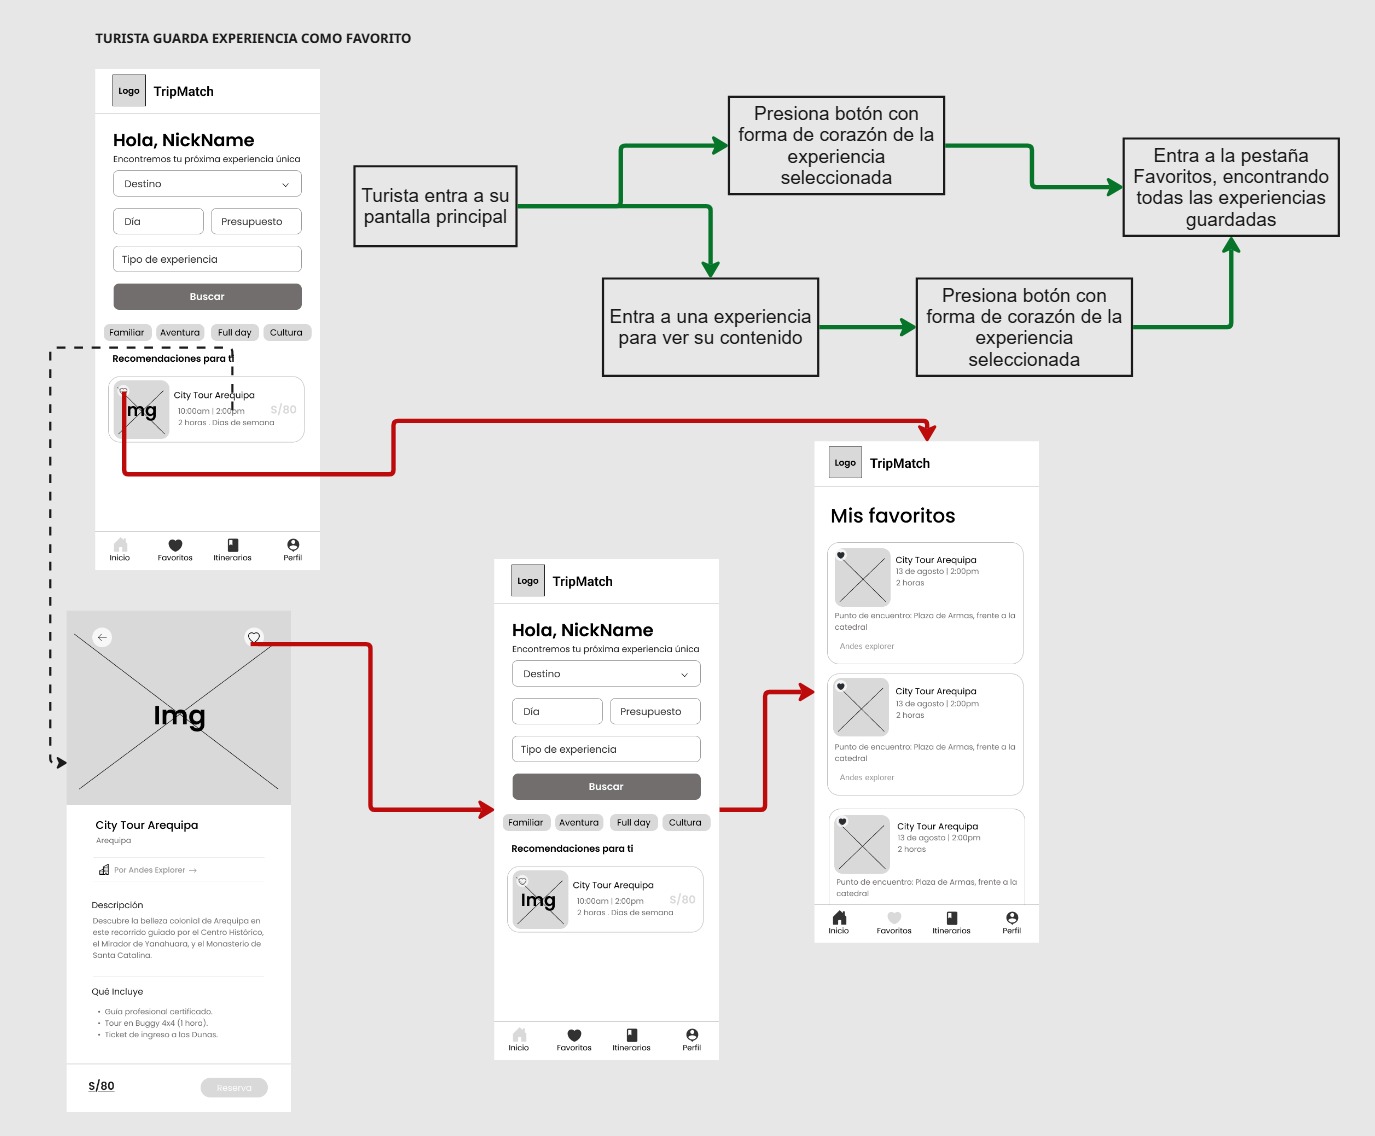 TURISTA GUARDA EXPERIENCIA COMO FAVORITO
Logo
TripMatch
Hola, NickName
Encontremos tu próxima experiencia única
Destino
Día
Presupuesto
Tipo de experiencia
Buscar
Familiar
Aventura
Full day
Cultura
Recomendaciones para ti
Img
City Tour Arequipa
10:00am | 2:00pm
S/80
2 horas . Dias de semana
Inicio
Favoritos
Itinerarios
Perfil
Turista entra a su
pantalla principal
Presiona botón con
forma de corazón de la
experiencia
seleccionada
Entra a la pestaña
Favoritos, encontrando
todas las experiencias
guardadas
Entra a una experiencia
para ver su contenido
Presiona botón con
forma de corazón de la
experiencia
seleccionada
Img
City Tour Arequipa
Arequipa
Por Andes Explorer →
Descripción
Descubre la belleza colonial de Arequipa en
este recorrido guiado por el Centro Histórico,
el Mirador de Yanahuara, y el Monasterio de
Santa Catalina.
Qué Incluye
• Guía profesional certificado.
• Tour en Buggy 4x4 (1 hora).
• Ticket de ingreso a las Dunas.
S/80
Reserva
Logo
TripMatch
Hola, NickName
Encontremos tu próxima experiencia única
Destino
Día
Presupuesto
Tipo de experiencia
Buscar
Familiar
Aventura
Full day
Cultura
Recomendaciones para ti
Img
City Tour Arequipa
10:00am | 2:00pm
S/80
2 horas . Dias de semana
Inicio
Favoritos
Itinerarios
Perfil
Logo
TripMatch
Mis favoritos
City Tour Arequipa
13 de agosto | 2:00pm
2 horas
Punto de encuentro: Plaza de Armas, frente a la
catedral
Andes explorer
City Tour Arequipa
13 de agosto | 2:00pm
2 horas
Punto de encuentro: Plaza de Armas, frente a la
catedral
Andes explorer
City Tour Arequipa
13 de agosto | 2:00pm
2 horas
Punto de encuentro: Plaza de Armas, frente a la
catedral
Inicio
Favoritos
Itinerarios
Perfil